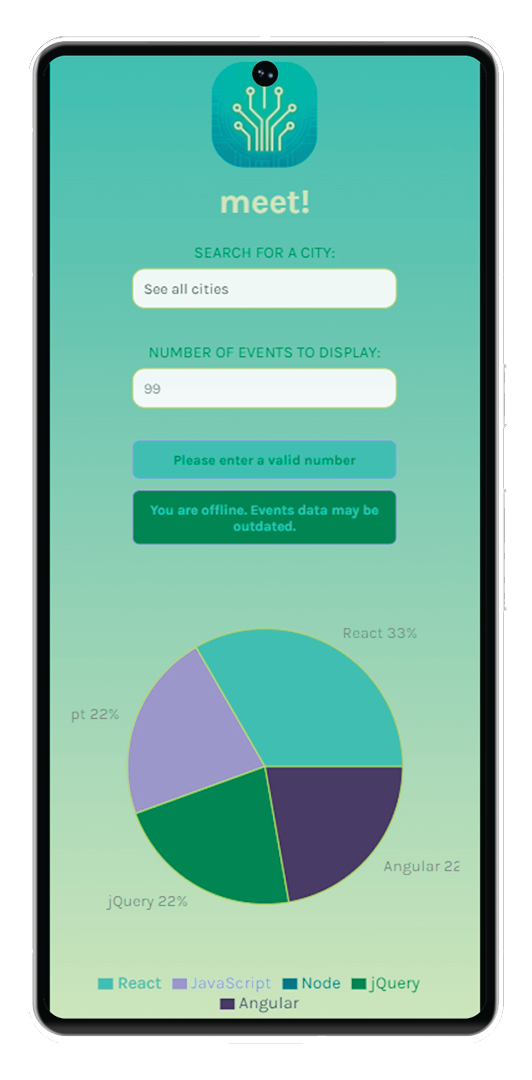 meet!
SEARCH FOR A CITY:
See all cities
NUMBER OF EVENTS TO DISPLAY:
99
Please enter a valid number
You are offline. Events data may be
outdated.
React 33%
pt 22%
Angular 22
jQuery 22%
React JavaScript Node jQuery
Angular